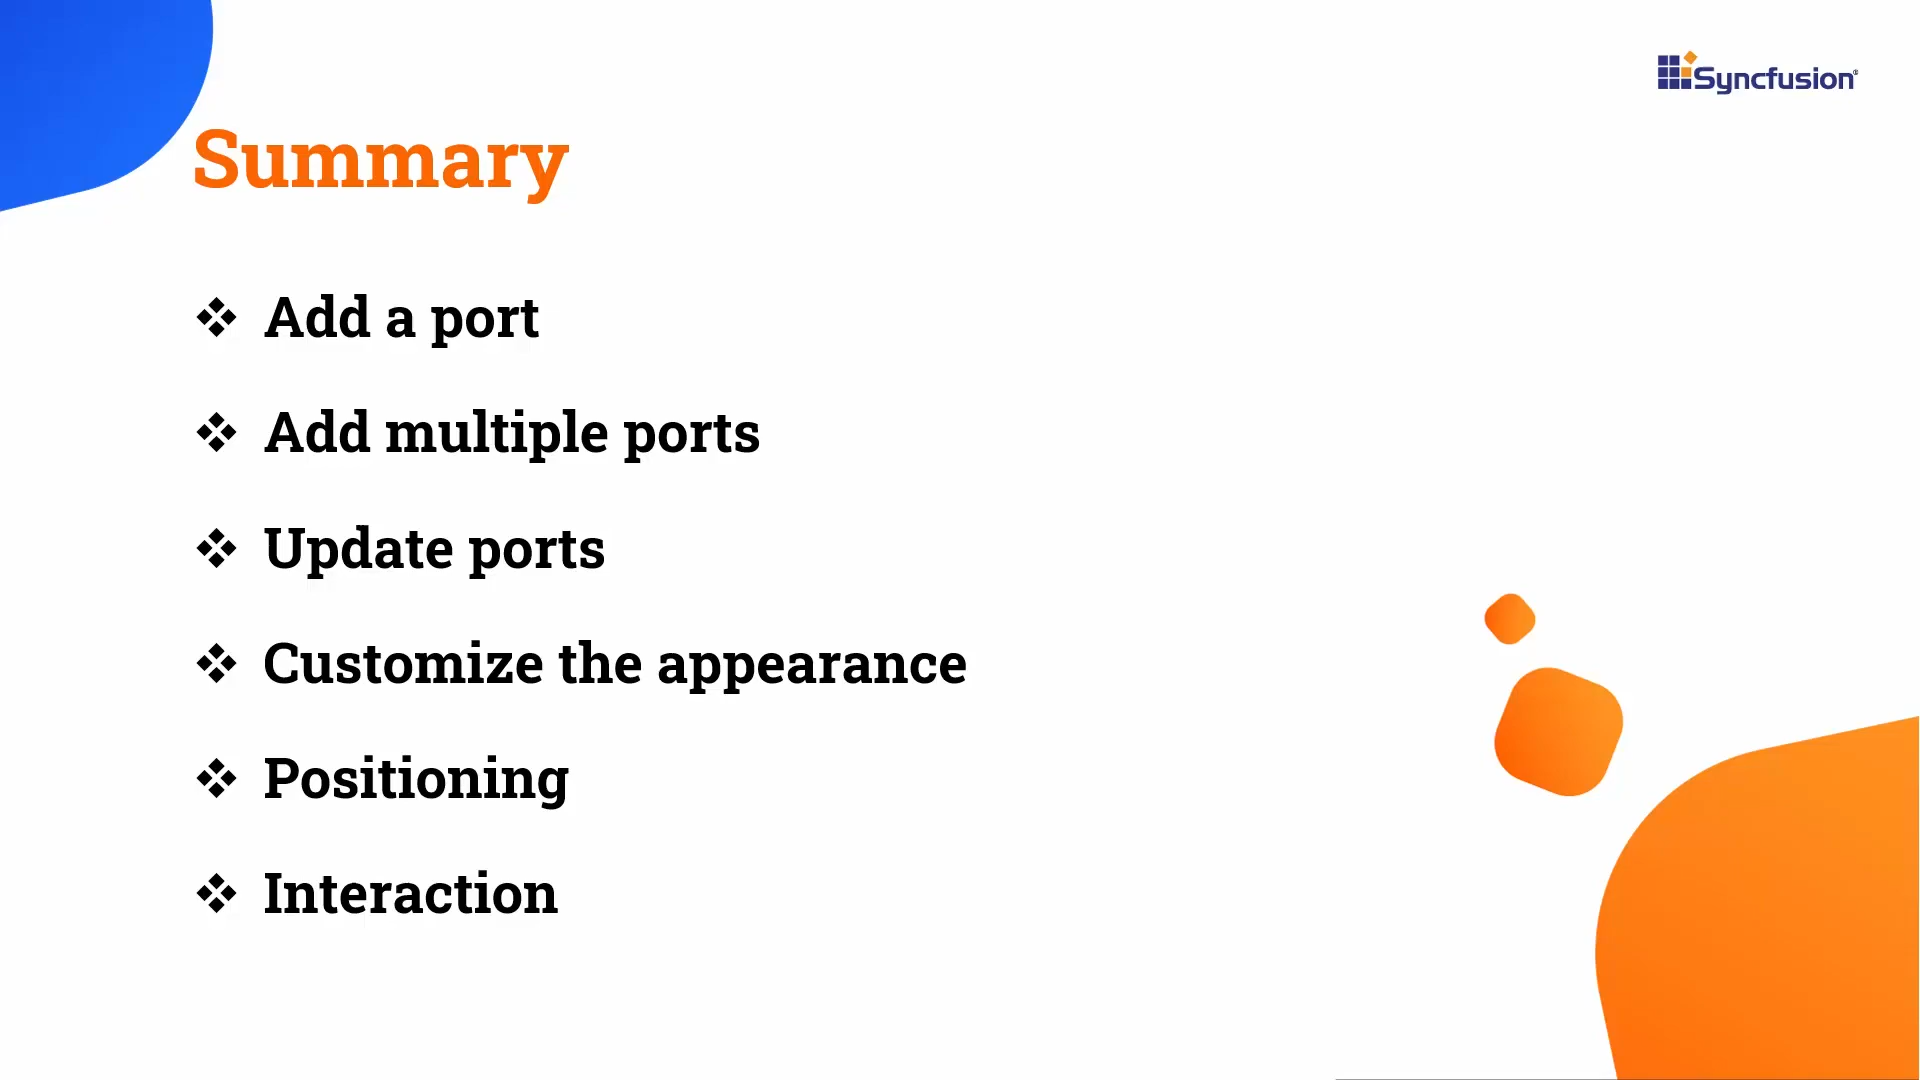 Syncfusion®
Summary
❖ Add a port
❖ Add multiple ports
❖ Update ports
❖ Customize the appearance
❖ Positioning
❖ Interaction